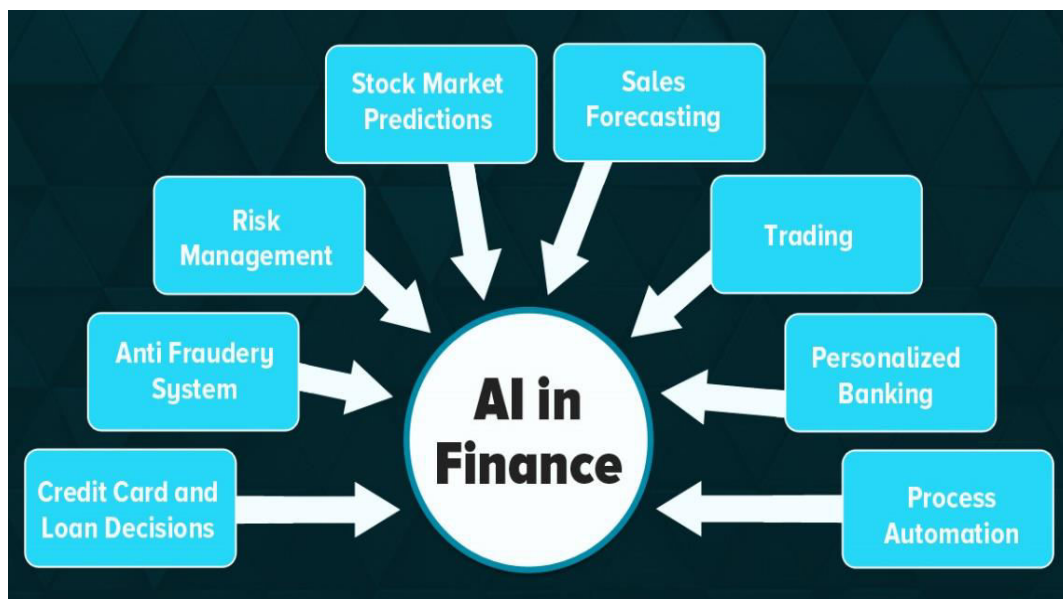 Stock Market
Predictions
Sales
Forecasting
Risk
Management
Trading
Anti Fraudery
System
Personalized
Banking
AI in
Finance
Credit Card and
Loan Decisions
Process
Automation